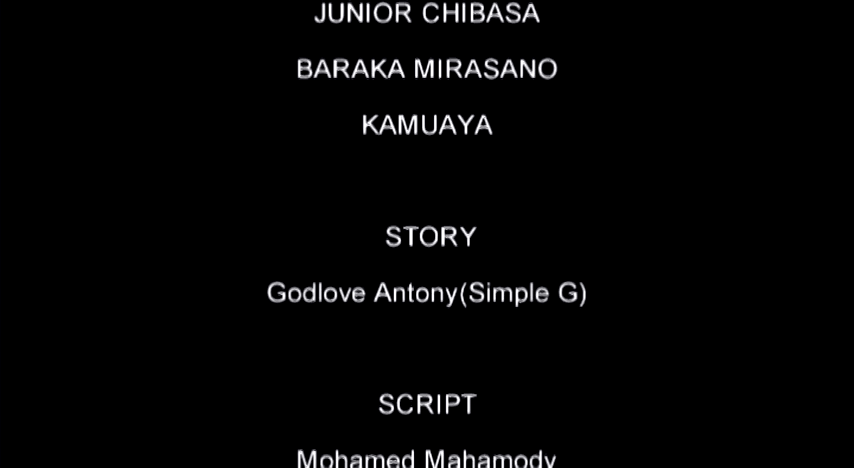 JUNIOR CHIBASA
BARAKA MIRASANO
KAMUAYA
STORY
Godlove Antony(Simple G)
SCRIPT
Mohamed Mahamody